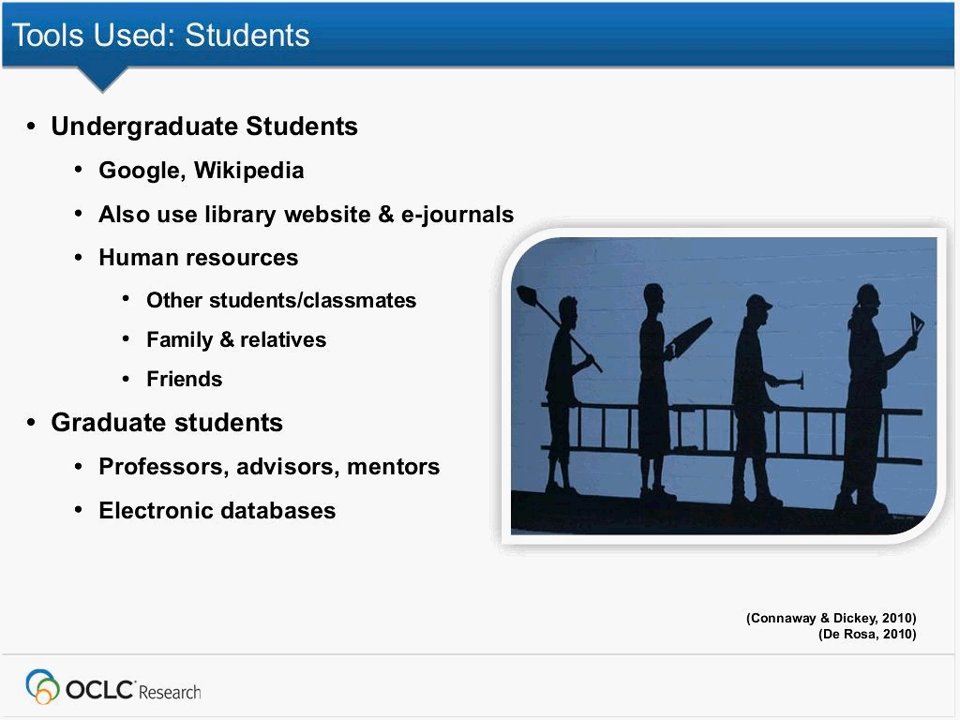 Tools Used: Students
• Undergraduate Students
• Google, Wikipedia
• Also use library website & e-journals
• Human resources
• Other students/classmates
• Family & relatives
• Friends
• Graduate students
• Professors, advisors, mentors
• Electronic databases
(Connaway & Dickey, 2010)
(De Rosa, 2010)
OCLC Research